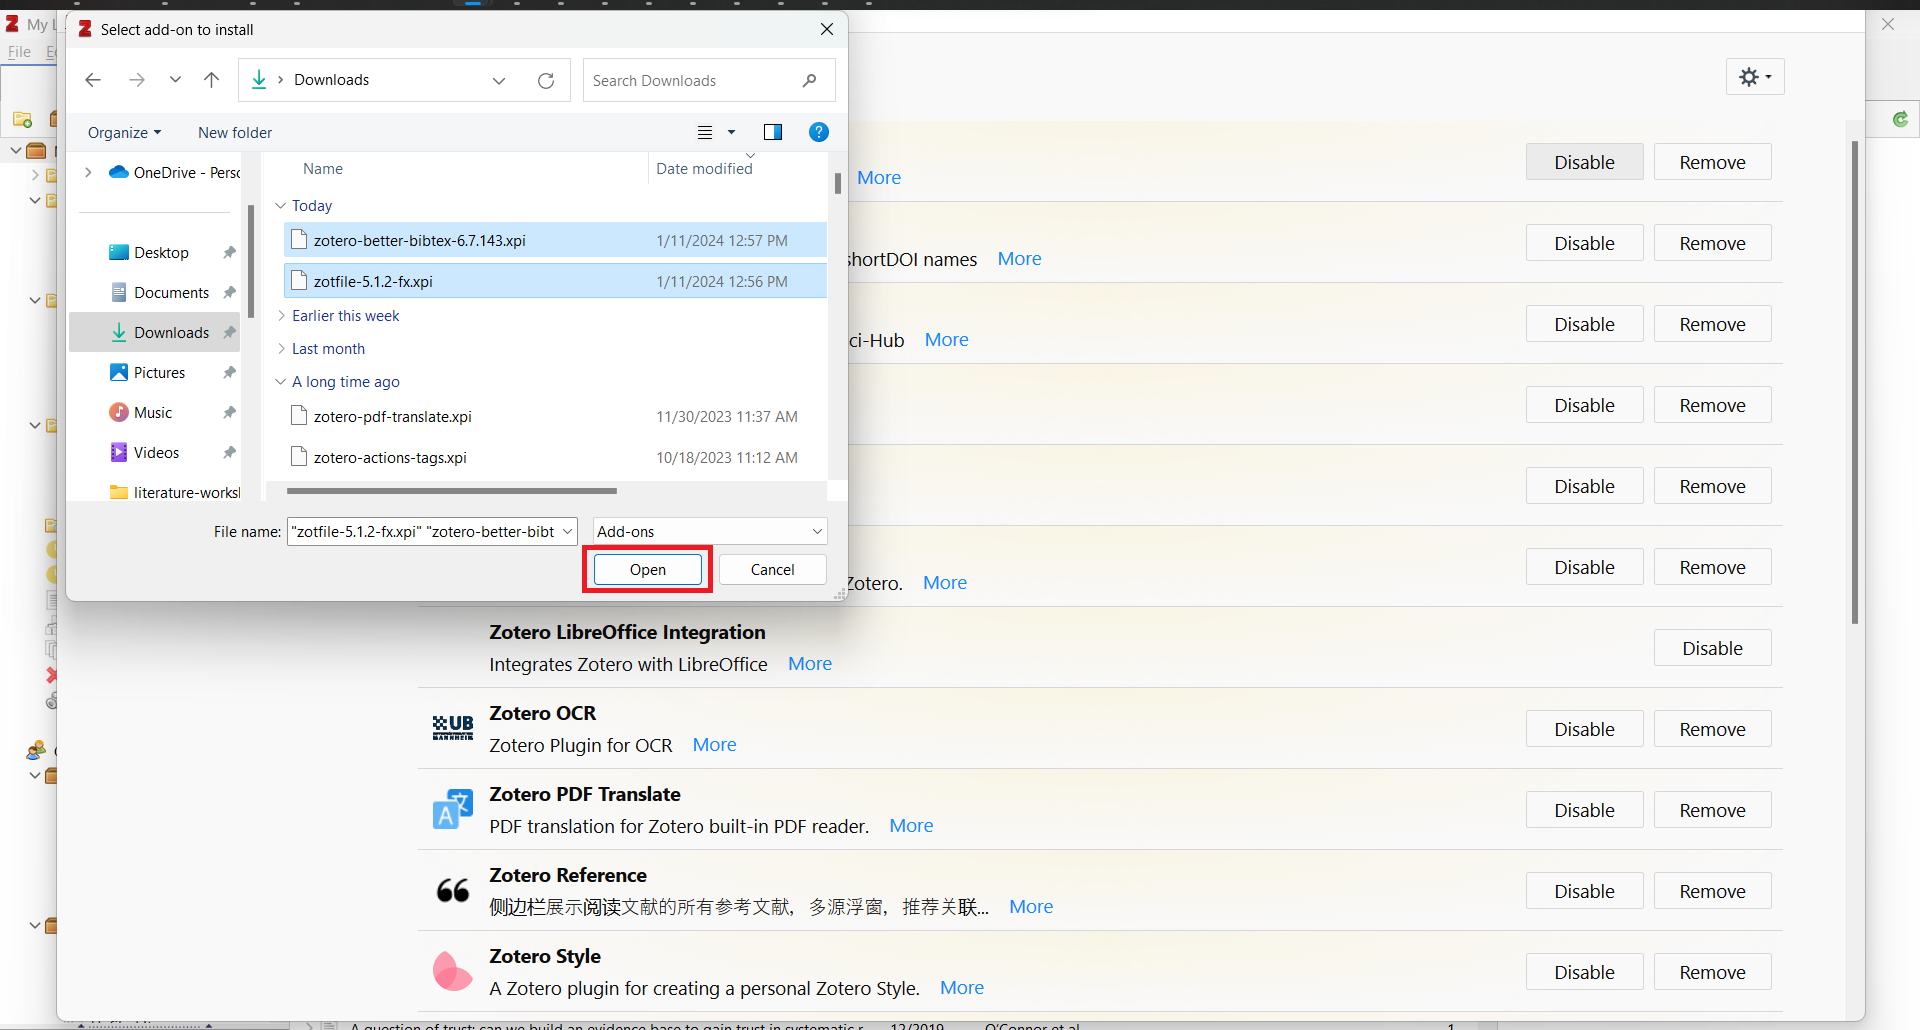 My L
File
Select add-on to install
Downloads
Search Downloads
Organize
New folder
?
OneDrive - Perso
Desktop
Documents
Downloads
Pictures
Music
Videos
literature-works
Name
Date modified
Today
zotero-better-bibtex-6.7.143.xpi 1/11/2024 12:57 PM
zotfile-5.1.2-fx.xpi 1/11/2024 12:56 PM
Earlier this week
Last month
A long time ago
zotero-pdf-translate.xpi 11/30/2023 11:37 AM
zotero-actions-tags.xpi 10/18/2023 11:12 AM
File name: "zotfile-5.1.2-fx.xpi" "zotero-better-bibt
Add-ons
Open
Cancel
More
Disable Remove
shortDOI names More
Disable Remove
ci-Hub More
Disable Remove
Disable Remove
Disable Remove
Zotero. More
Disable Remove
Zotero LibreOffice Integration
Integrates Zotero with LibreOffice More
Disable
UB
MANNHEIM
Zotero OCR
Zotero Plugin for OCR More
Disable Remove
Zotero PDF Translate
PDF translation for Zotero built-in PDF reader. More
Disable Remove
Zotero Reference
侧边栏展示阅读文献的所有参考文献，多源浮窗，推荐关联... More
Disable Remove
Zotero Style
A Zotero plugin for creating a personal Zotero Style. More
Disable Remove
A question of trust: can we build an evidence base to gain trust in systematic r... 12/2019 O'Connor et al. 1